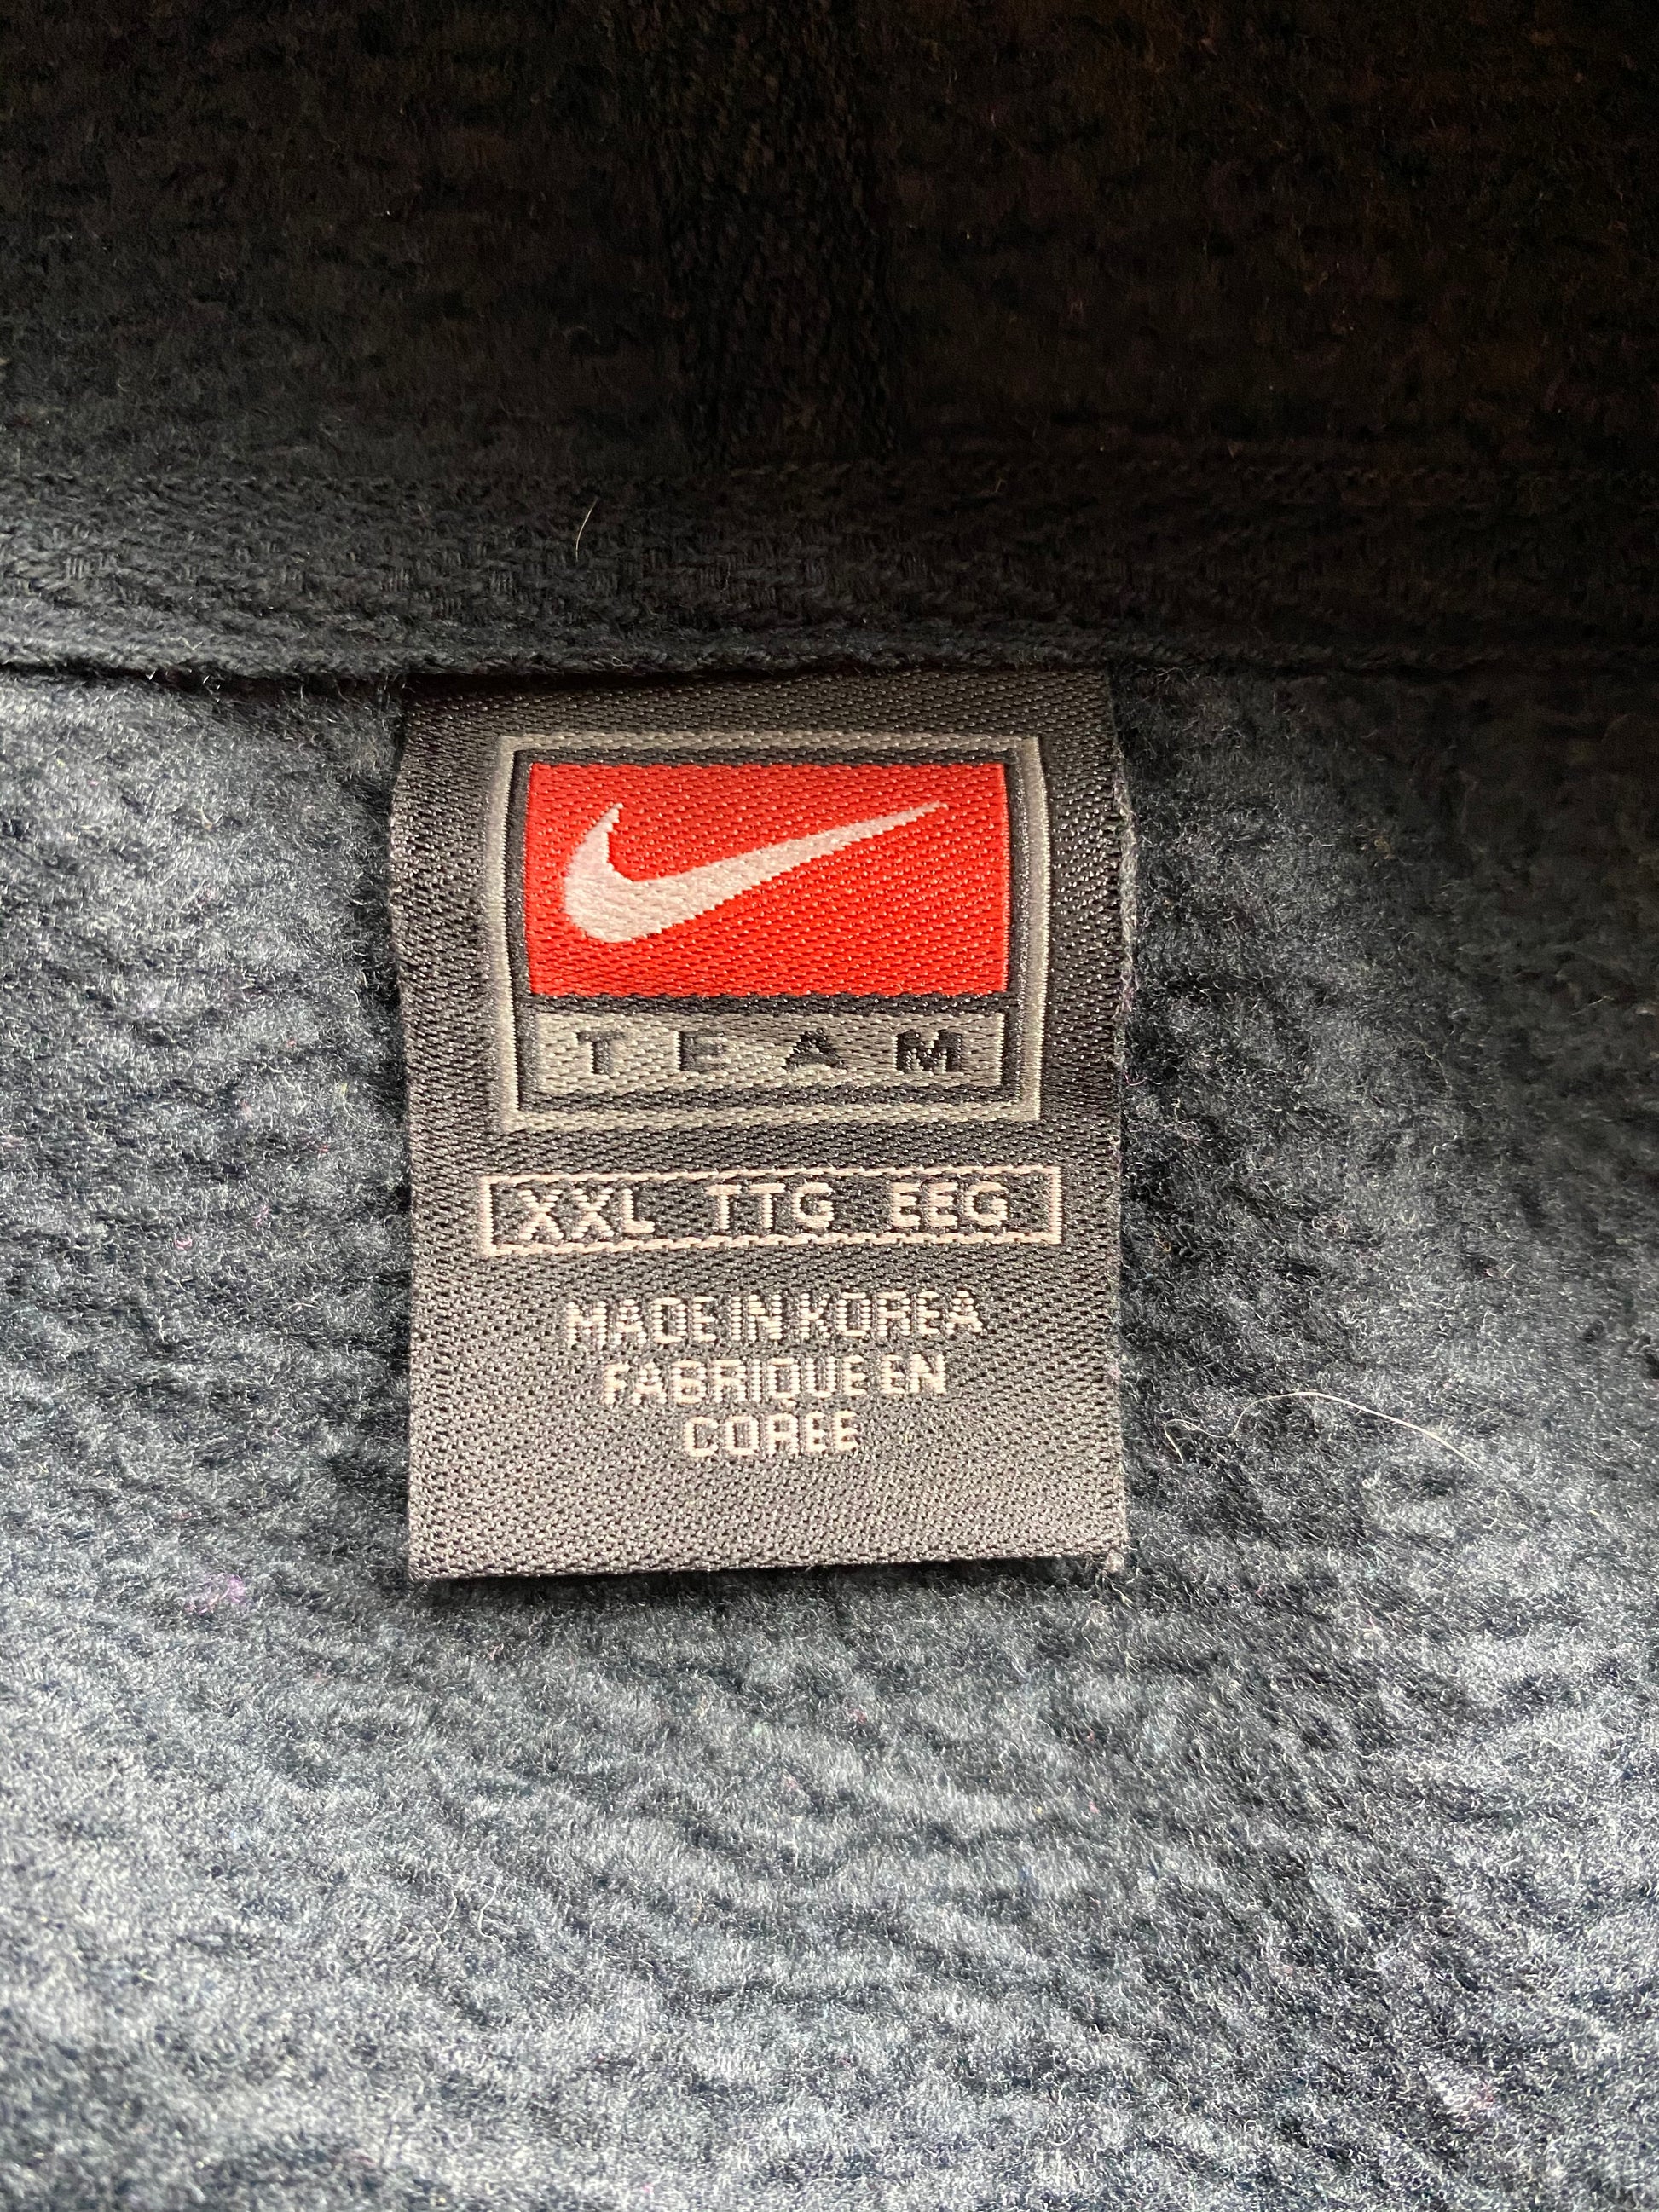 TEAM
XXL TTG EEG
MADE IN KOREA
FABRIQUE EN
COREE